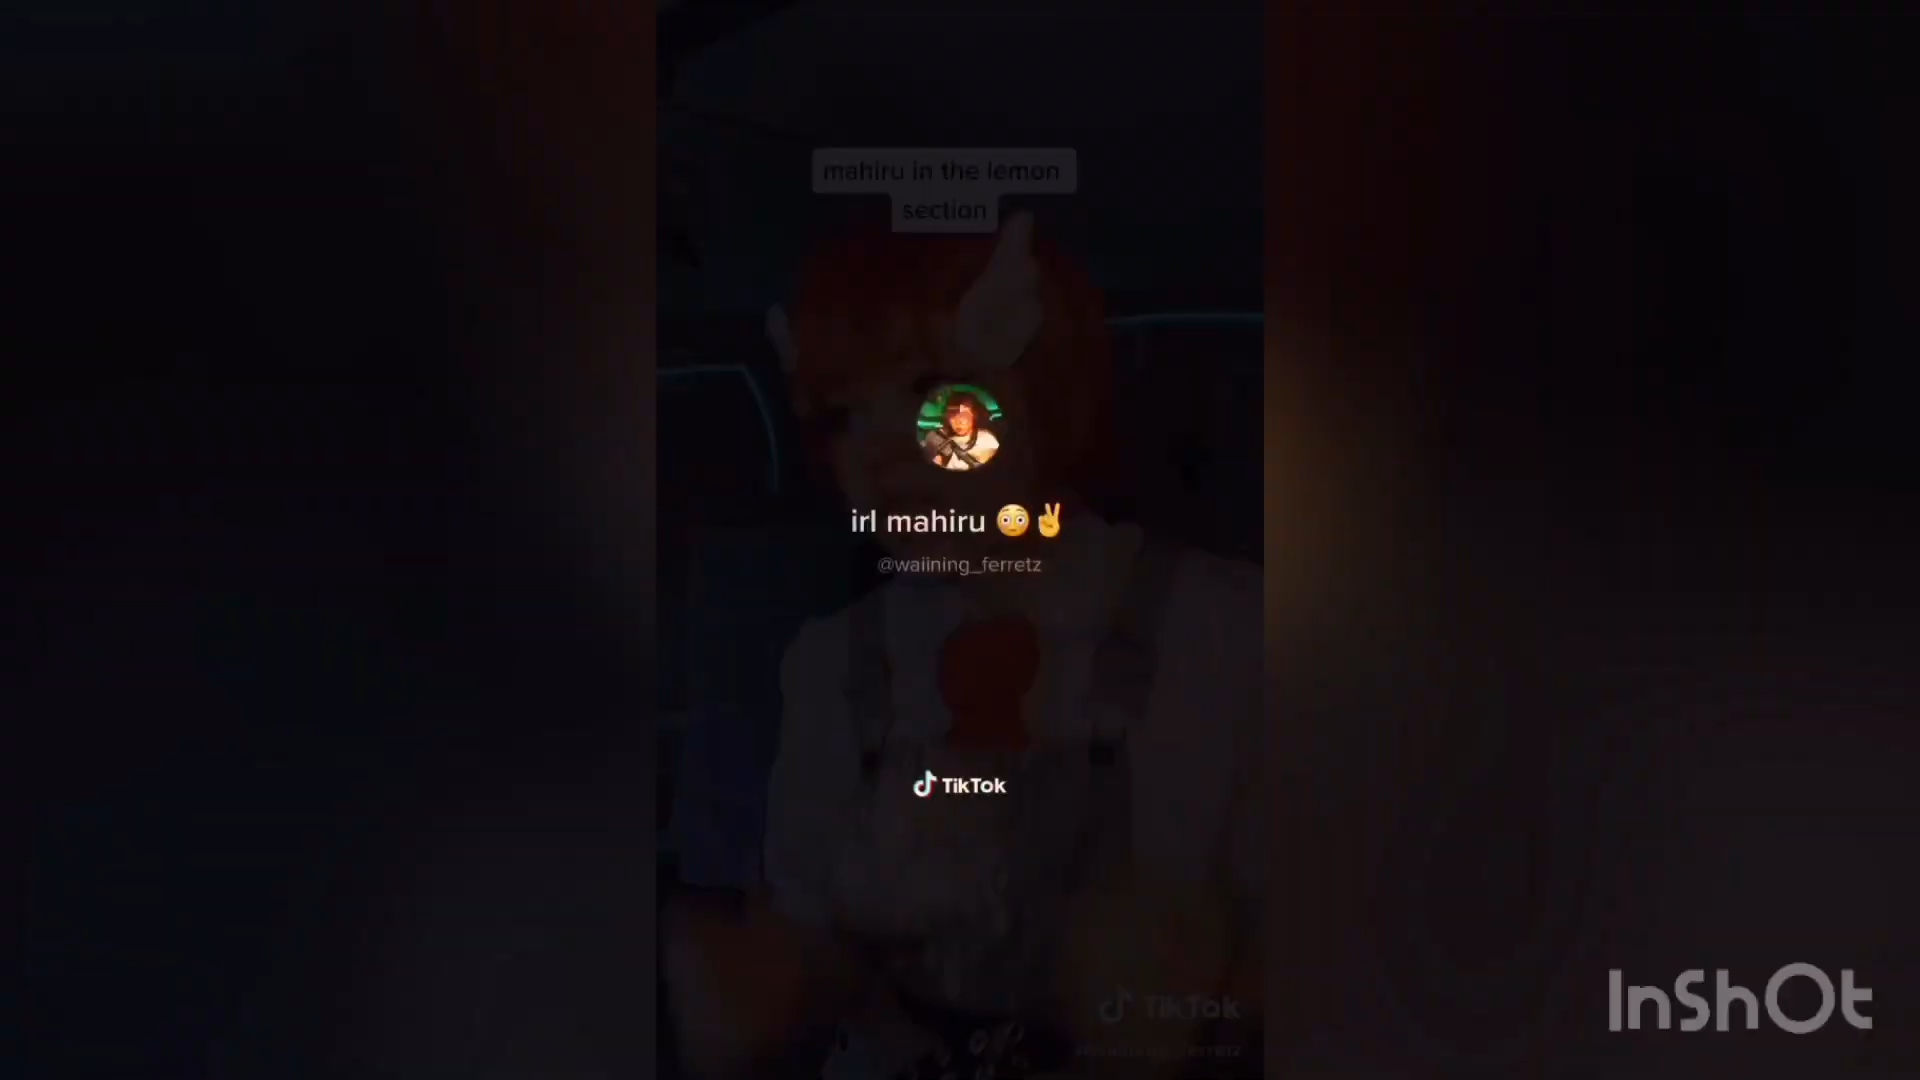 mahiru in the lemon
section
irl mahiru 😳✌
@waiining_ferretz
TikTok
TikTok
InShOt